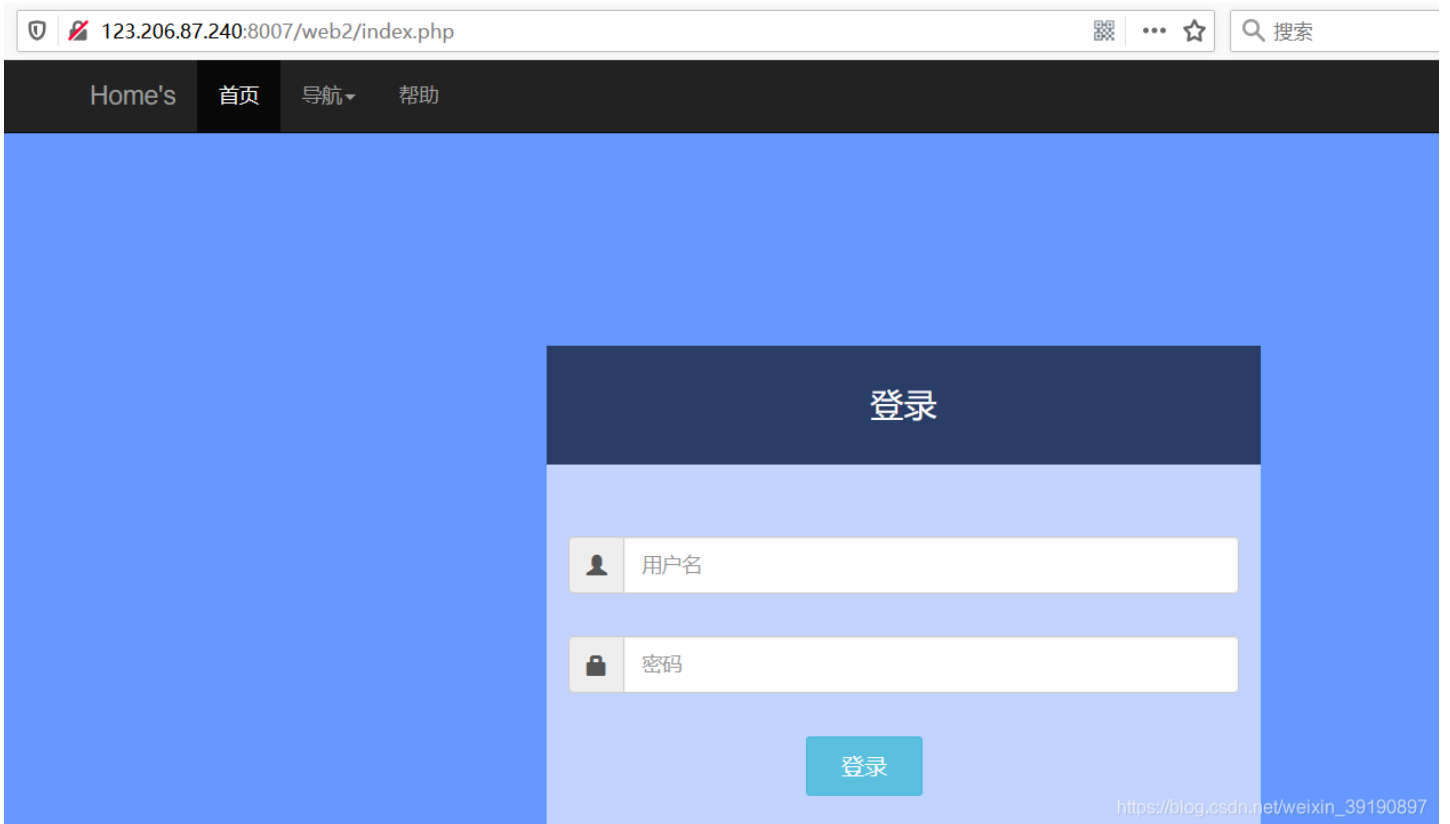 123.206.87.240:8007/web2/index.php 搜索
Home's 首页 导航 帮助
登录
用户名
密码
登录
https://blog.csdn.net/weixin_39190897